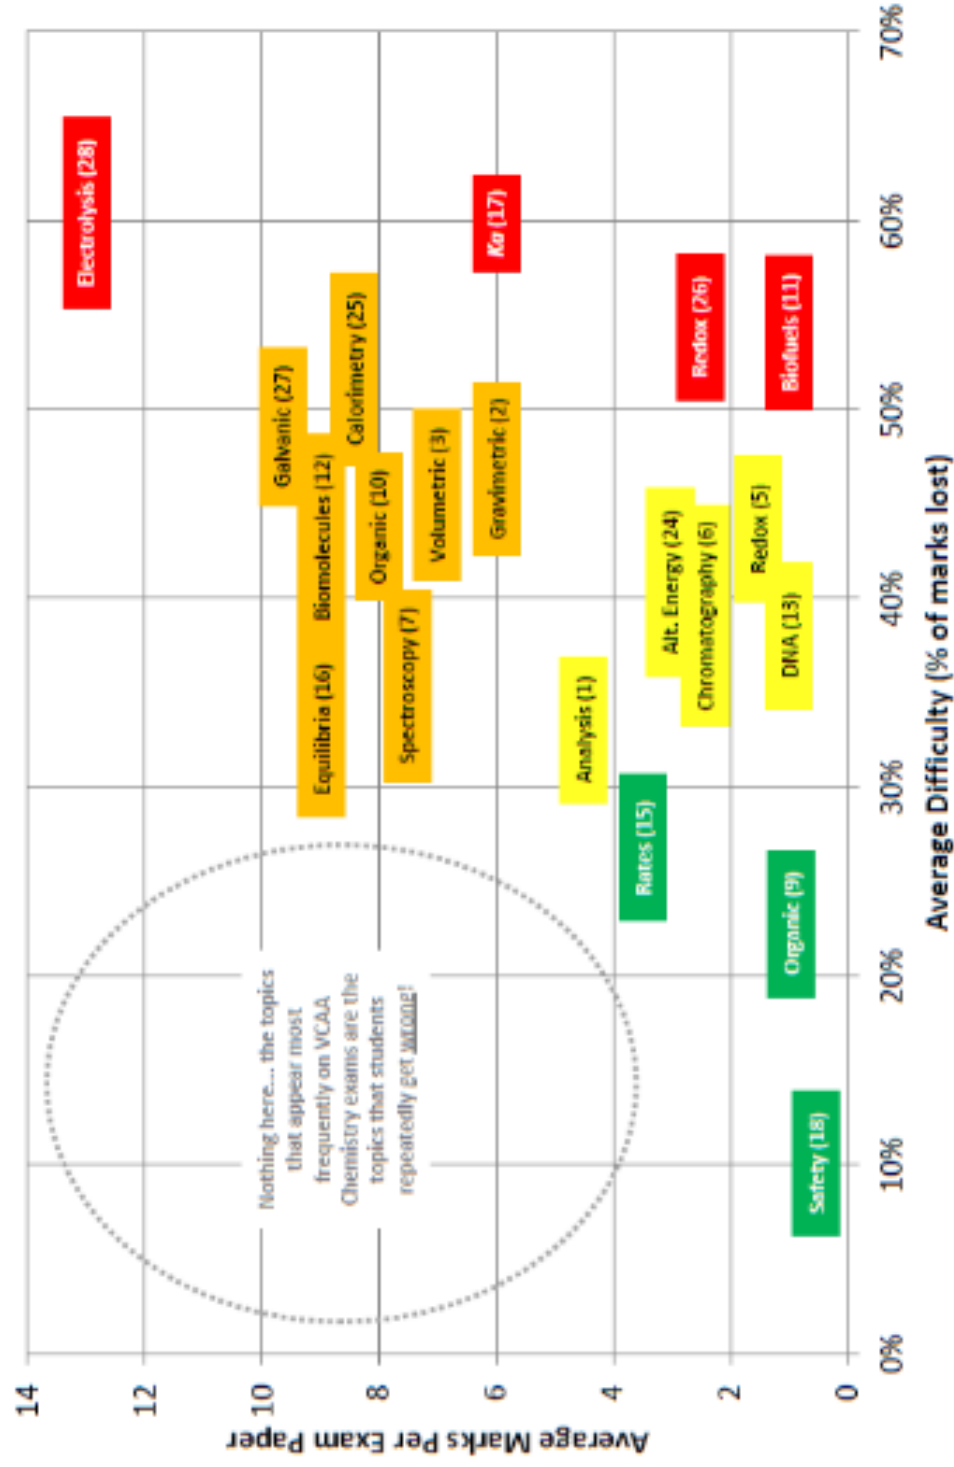 Average Marks Per Exam Paper
14
12
10
8
6
4
2
0
Electrolysis (28)
Galvanic (27)
Biomolecules (12)
Equilibria (16)
Calorimetry (25)
Organic (10)
Spectroscopy (7)
Volumetric (3)
Gravimetric (2)
Ka (17)
Analysis (1)
Rates (15)
Alt. Energy (24)
Chromatography (6)
Redox (26)
Redox (5)
DNA (13)
Biofuels (11)
Organic (9)
Safety (18)
Nothing here... the topics
that appear most
frequently on VCAA
Chemistry exams are the
topics that students
repeatedly get wrong!
0%
10%
20%
30%
40%
50%
60%
70%
Average Difficulty (% of marks lost)